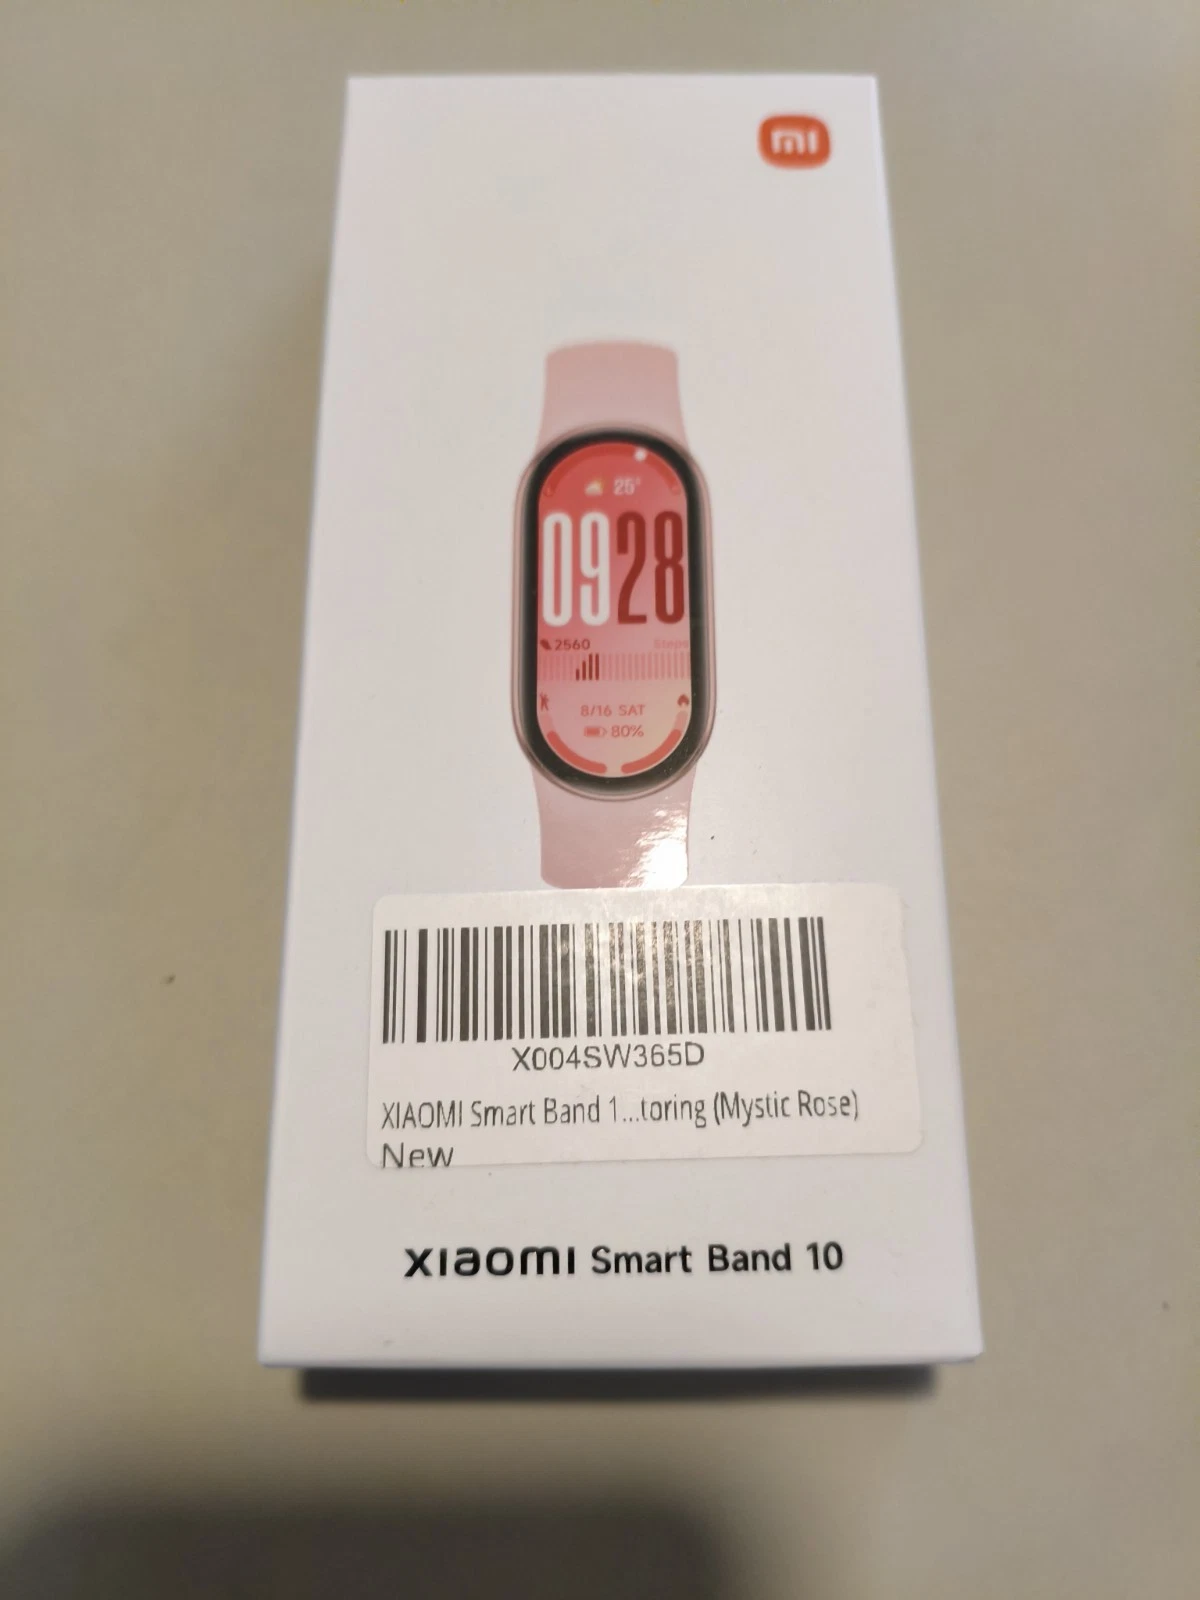 mi
25°
0928
2560 Steps
8/16 SAT
80%
X004SW365D
XIAOMI Smart Band 1...toring (Mystic Rose)
New
xiaomi Smart Band 10